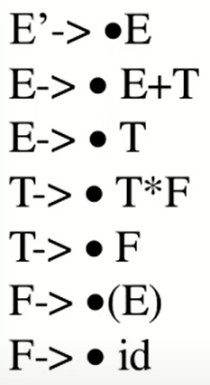 E’-> •E
E-> • E+T
E-> • T
T-> • T*F
T-> • F
F-> •(E)
F-> • id